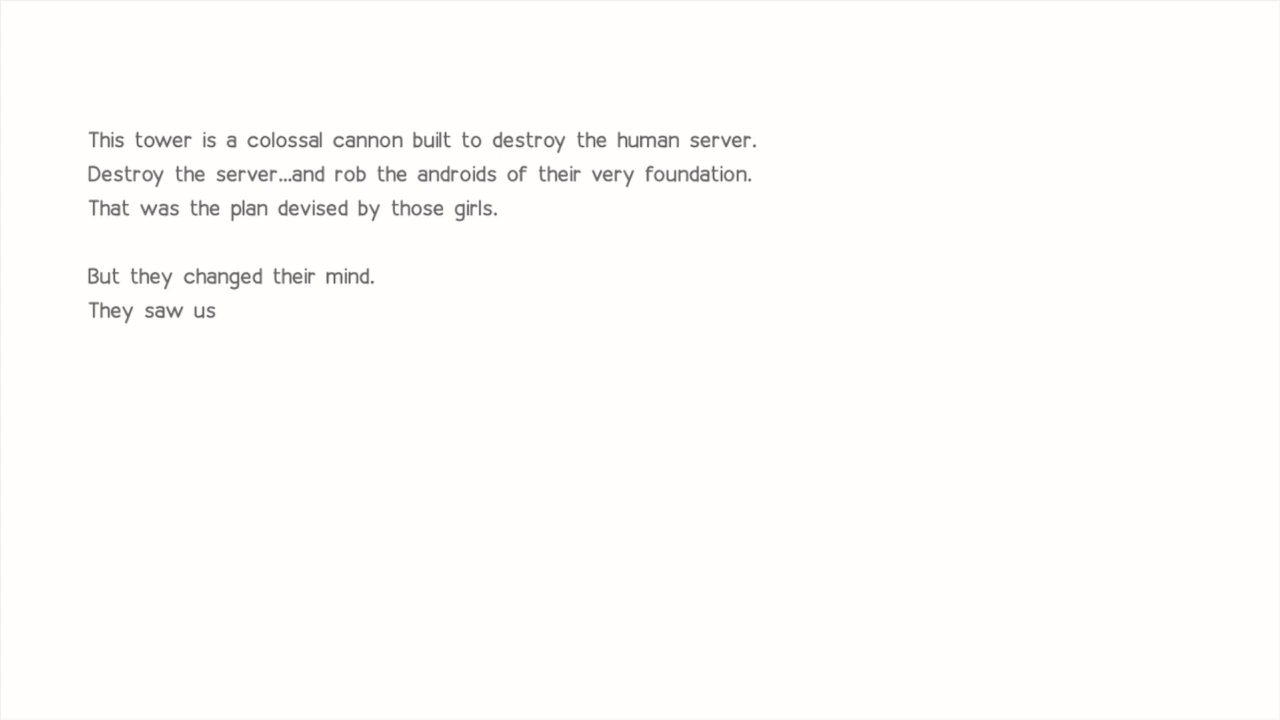 This tower is a colossal cannon built to destroy the human server.
Destroy the server...and rob the androids of their very foundation.
That was the plan devised by those girls.
But they changed their mind.
They saw us